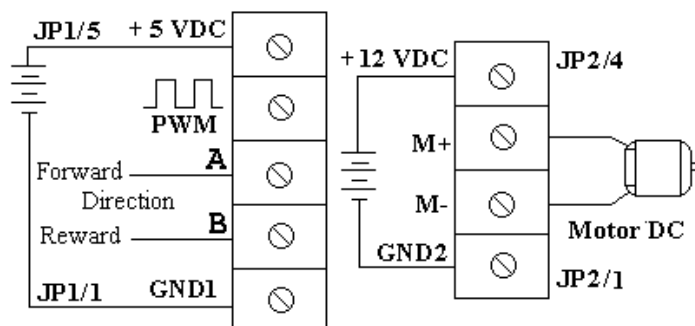 JP1/5 + 5 VDC
PWM
Forward A
Direction
Reward B
JP1/1 GND1
+12 VDC JP2/4
M+
M-
Motor DC
GND2
JP2/1